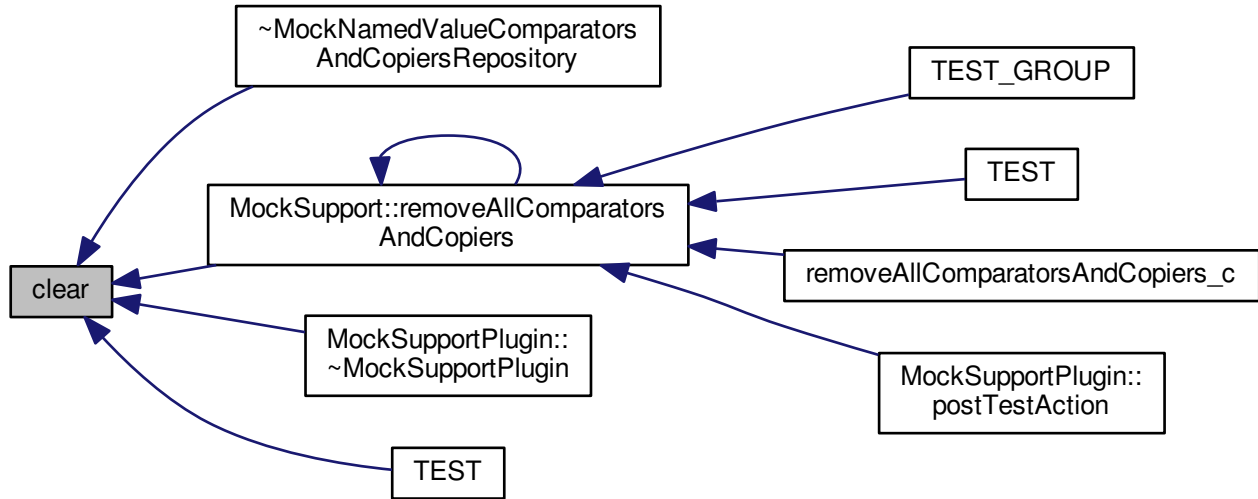 ~MockNamedValueComparators
AndCopiersRepository
TEST_GROUP
TEST
MockSupport::removeAllComparators
AndCopiers
removeAllComparatorsAndCopiers_c
clear
MockSupportPlugin::
~MockSupportPlugin
MockSupportPlugin::
postTestAction
TEST